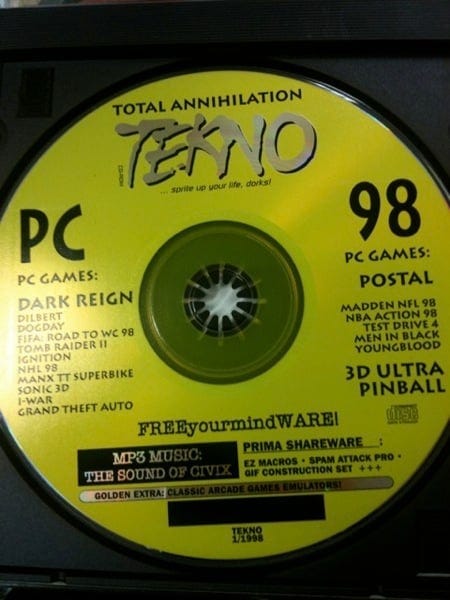 TOTAL ANNIHILATION
TEKNO
CD-ROM
... sprite up your life, dorks!
PC
PC GAMES:
DARK REIGN
DILBERT
DOGDAY
FIFA: ROAD TO WC 98
TOMB RAIDER II
IGNITION
NHL 98
MANX TT SUPERBIKE
SONIC 3D
I-WAR
GRAND THEFT AUTO
98
PC GAMES:
POSTAL
MADDEN NFL 98
NBA ACTION 98
TEST DRIVE 4
MEN IN BLACK
YOUNGBLOOD
3D ULTRA
PINBALL
disc
FREEyourmindWARE!
MP3 MUSIC:
THE SOUND OF CIVIX
PRIMA SHAREWARE :
EZ MACROS • SPAM ATTACK PRO •
GIF CONSTRUCTION SET +++
GOLDEN EXTRA: CLASSIC ARCADE GAMES EMULATORS!
TEKNO
1/1998